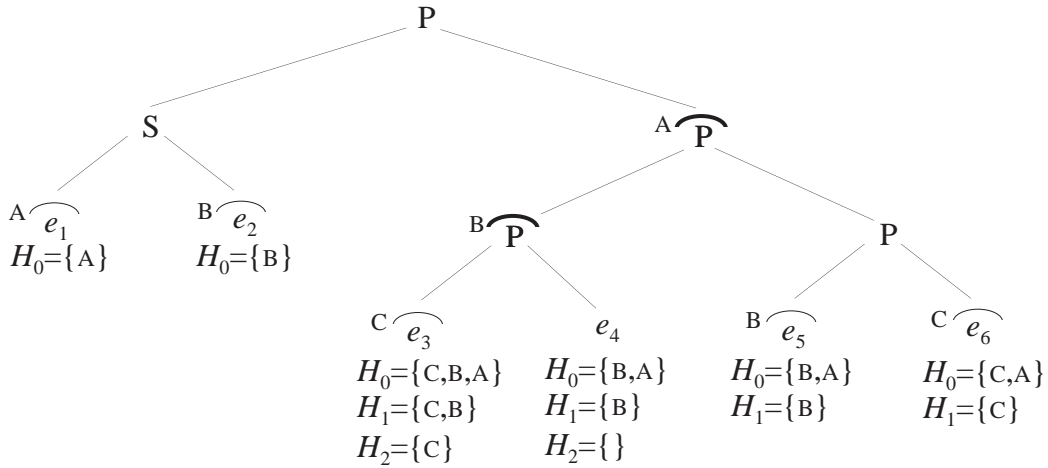 P
S
A P
A e₁
B e₂
B P
P
H₀={A}
H₀={B}
C e₃
e₄
B e₅
C e₆
H₀={C,B,A}
H₀={B,A}
H₀={B,A}
H₀={C,A}
H₁={C,B}
H₁={B}
H₁={B}
H₁={C}
H₂={C}
H₂={}